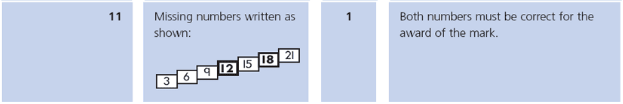 11 Missing numbers written as 1 Both numbers must be correct for the
shown: award of the mark.
3 6 9 12 15 18 21